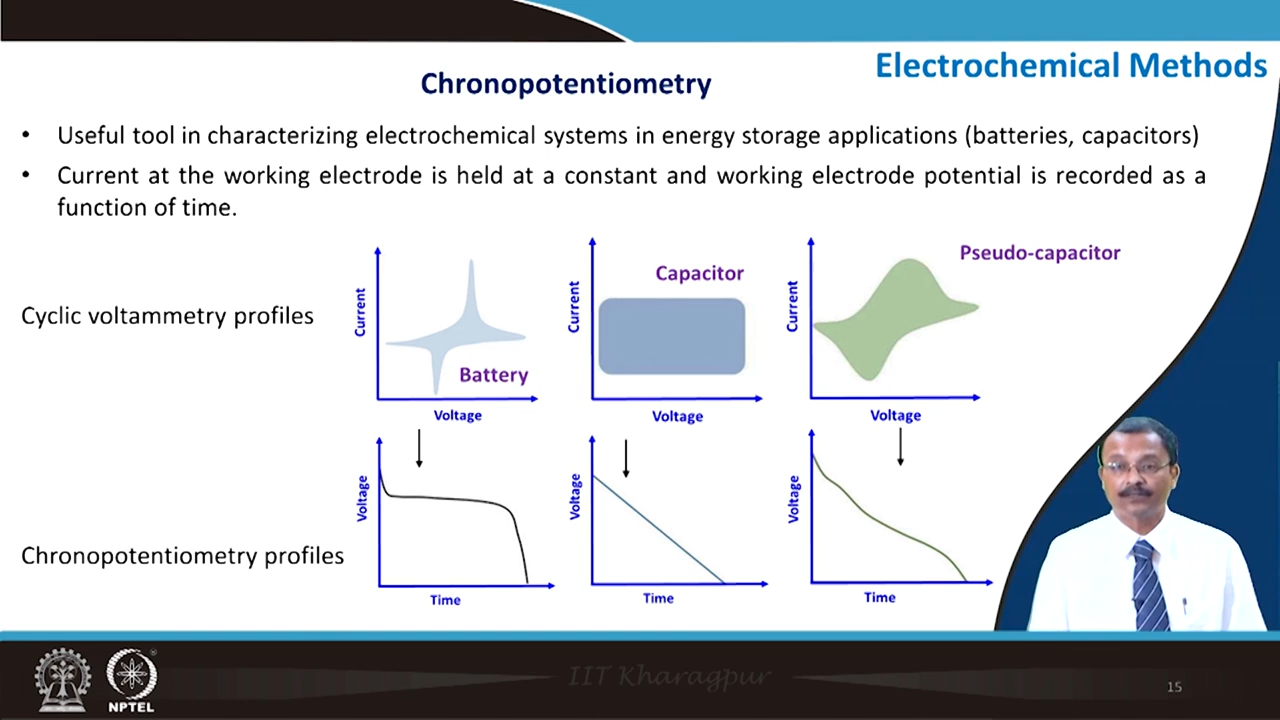 Electrochemical Methods
Chronopotentiometry
• Useful tool in characterizing electrochemical systems in energy storage applications (batteries, capacitors)
• Current at the working electrode is held at a constant and working electrode potential is recorded as a
function of time.
Cyclic voltammetry profiles
Current
Battery
Voltage
Current
Capacitor
Voltage
Current
Pseudo-capacitor
Voltage
Chronopotentiometry profiles
Voltage
Time
Voltage
Time
Voltage
Time
NPTEL
IIT Kharagpur
15